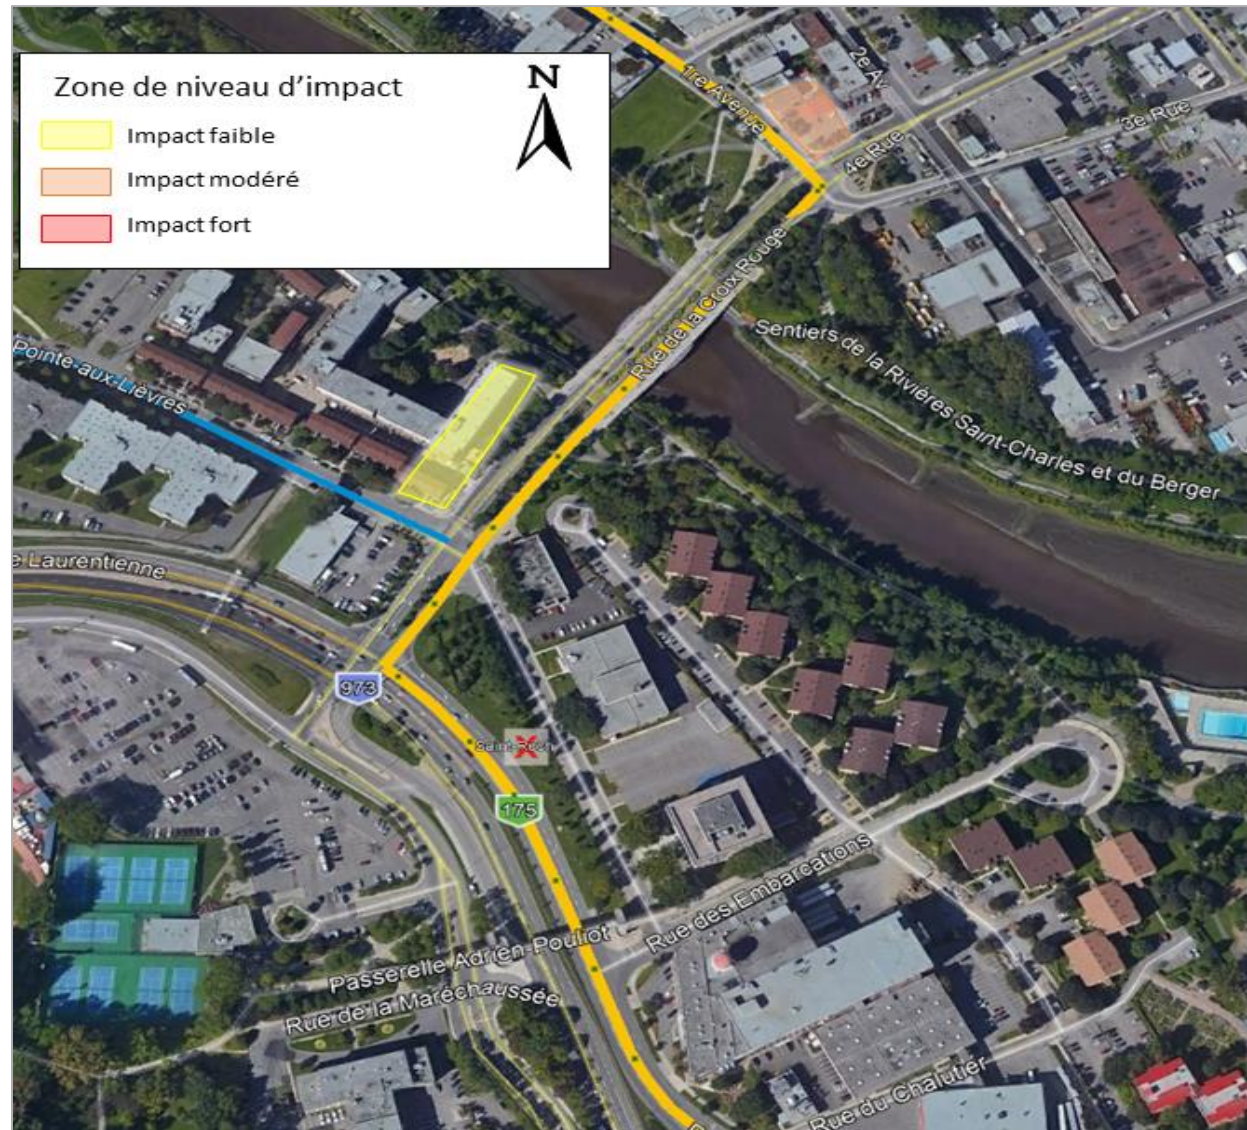 Zone de niveau d'impact
Impact faible
Impact modéré
Impact fort
N
1re Avenue
2e Av
3e Rue
4e Rue
Rue de la Croix Rouge
Sentiers de la Rivières Saint-Charles et du Berger
Pointe-aux-Lièvres
e Laurentienne
973
Saint-Roch
175
Rue des Embarcations
Passerelle Adrien-Pouliot
Rue de la Maréchaussée
Rue du Chalutier